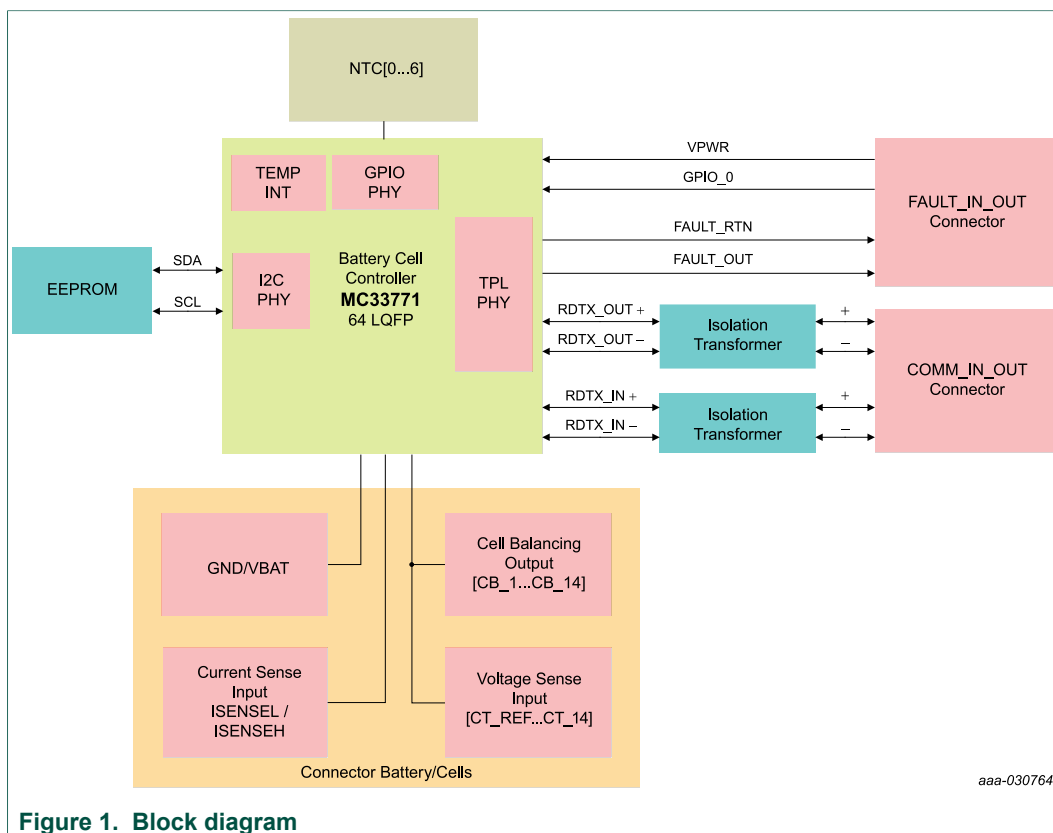 NTC[0...6]
TEMP
INT
GPIO
PHY
Battery Cell
Controller
MC33771
64 LQFP
I2C
PHY
TPL
PHY
EEPROM
SDA
SCL
VPWR
GPIO_0
FAULT_RTN
FAULT_OUT
FAULT_IN_OUT
Connector
RDTX_OUT +
RDTX_OUT –
Isolation
Transformer
+
–
RDTX_IN +
RDTX_IN –
Isolation
Transformer
+
–
COMM_IN_OUT
Connector
GND/VBAT
Cell Balancing
Output
[CB_1...CB_14]
Current Sense
Input
ISENSEL /
ISENSEH
Voltage Sense
Input
[CT_REF...CT_14]
Connector Battery/Cells
aaa-030764
Figure 1. Block diagram